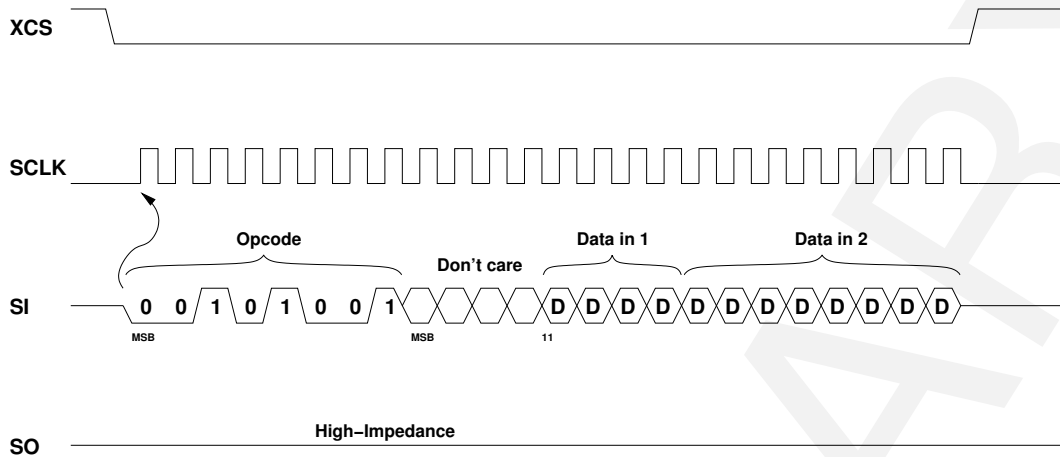 XCS
SCLK
Opcode
Don't care
Data in 1
Data in 2
SI
0 0 1 0 1 0 0 1 D D D D D D D D D D D D
MSB
MSB
11
High–Impedance
SO